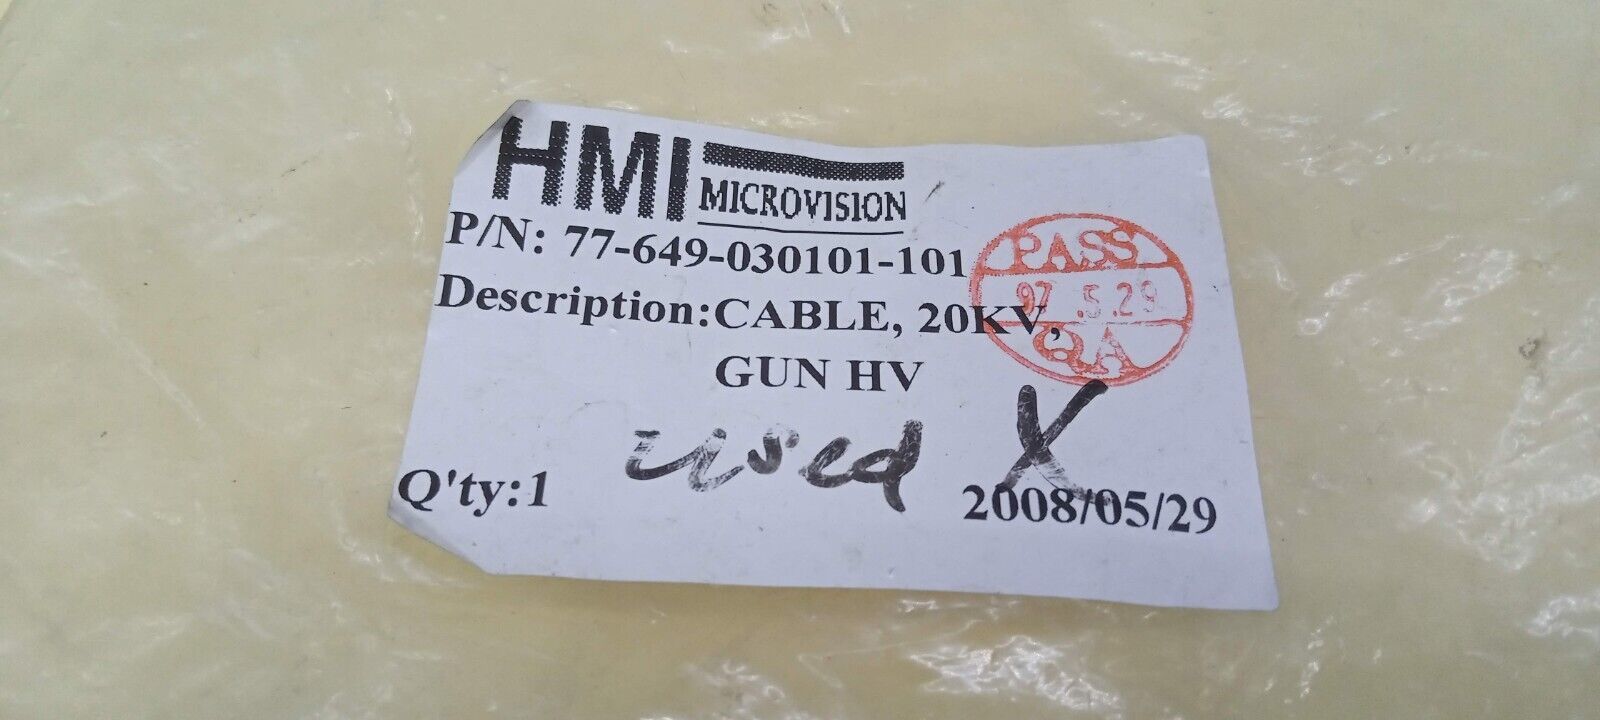 HMI MICROVISION
P/N: 77-649-030101-101
PASS
97.5.29
QA
Description:CABLE, 20KV,
GUN HV
used X
Q'ty:1
2008/05/29